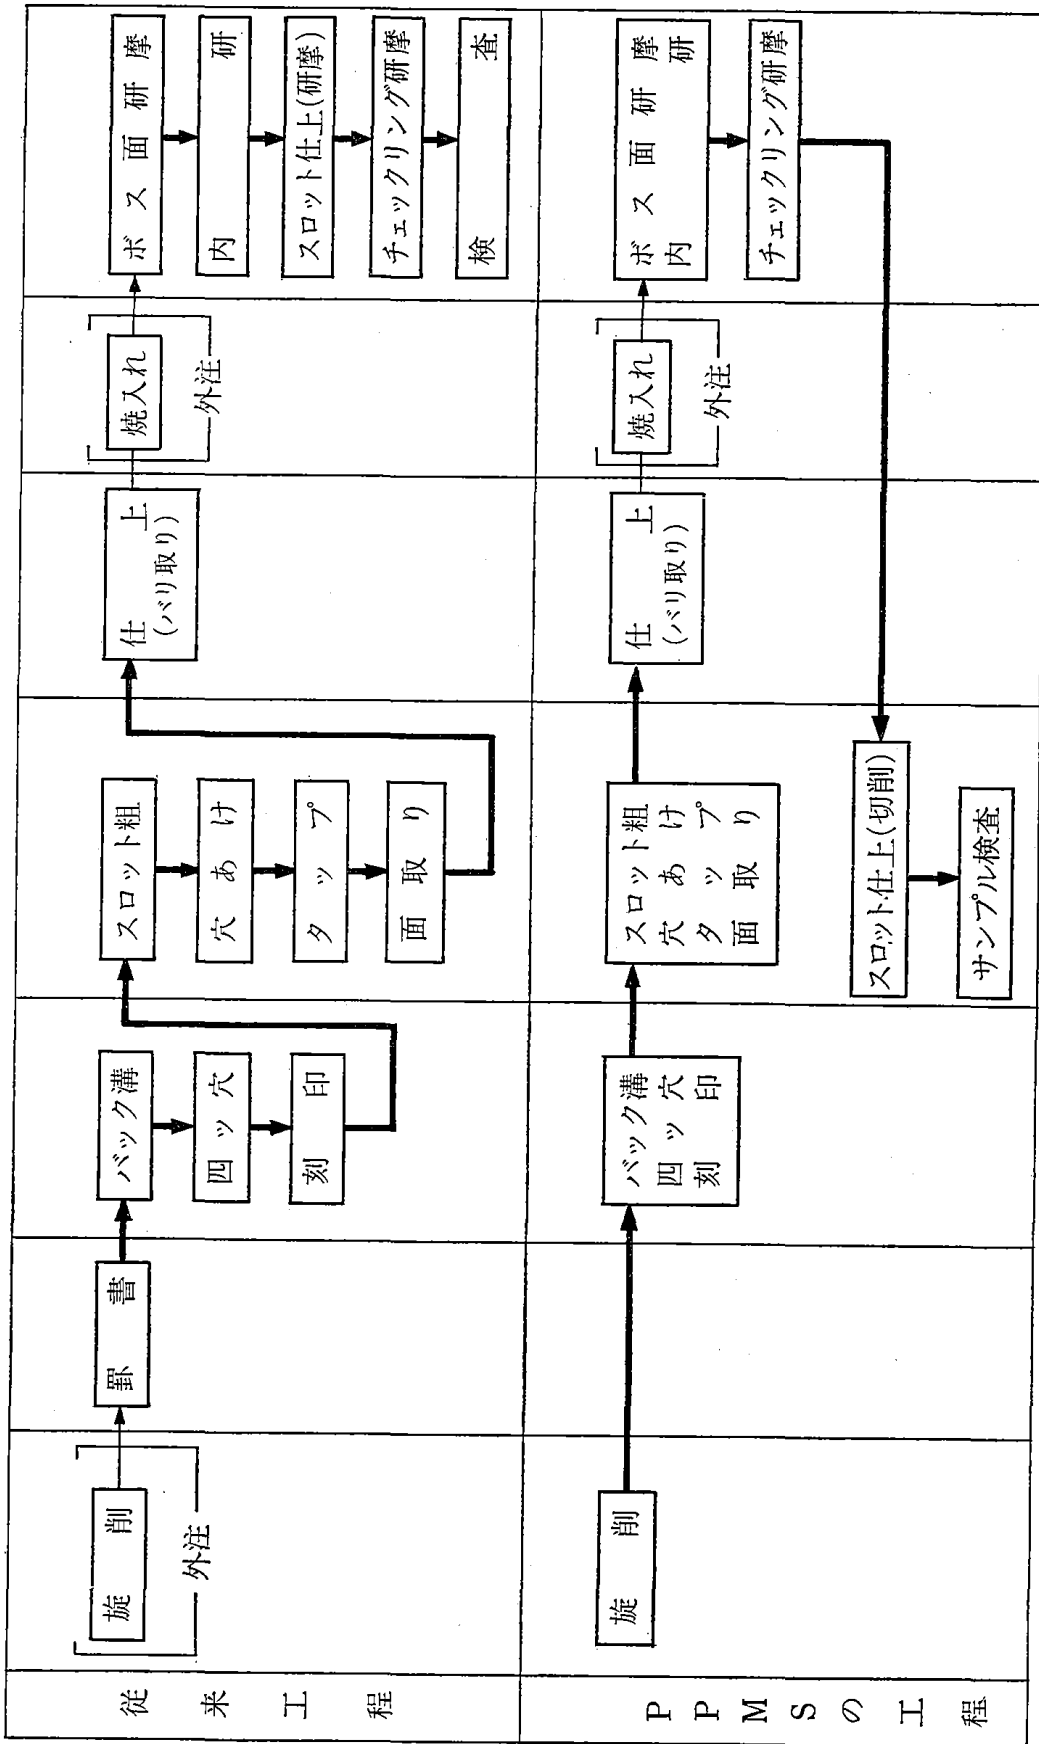 従来工程
旋削
外注
罫書
バック溝
四ッ穴
刻印
スロット粗
穴あけ
タップ
面取り
仕上
(バリ取り)
焼入れ
外注
ボス面研摩
内研
スロット仕上(研摩)
チェックリング研摩
検査
PPMSの工程
旋削
バック溝
四ッ穴
刻印
スロット粗
穴あけ
タップ
面取り
仕上
(バリ取り)
焼入れ
外注
ボス面研摩
内研
チェックリング研摩
スロット仕上(切削)
サンプル検査